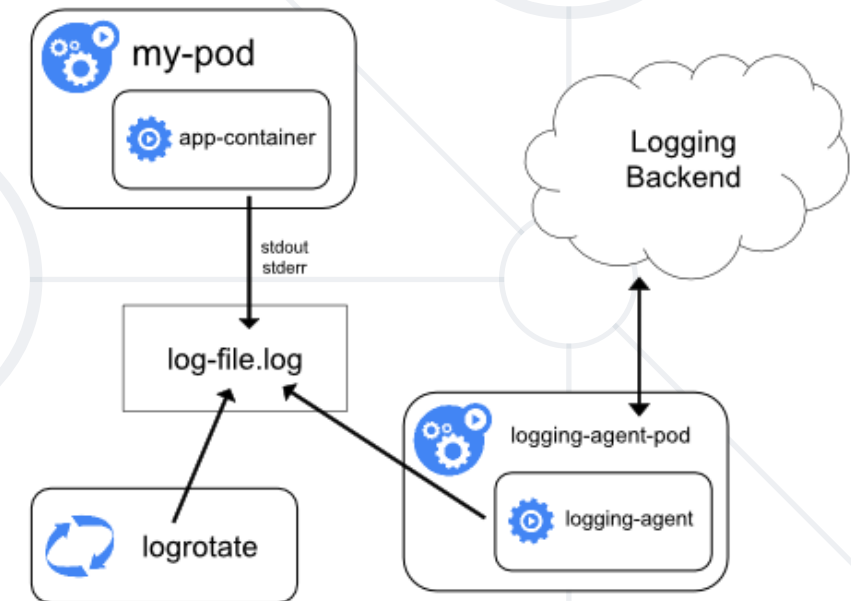 my-pod
app-container
stdout
stderr
Logging
Backend
log-file.log
logging-agent-pod
logging-agent
logrotate